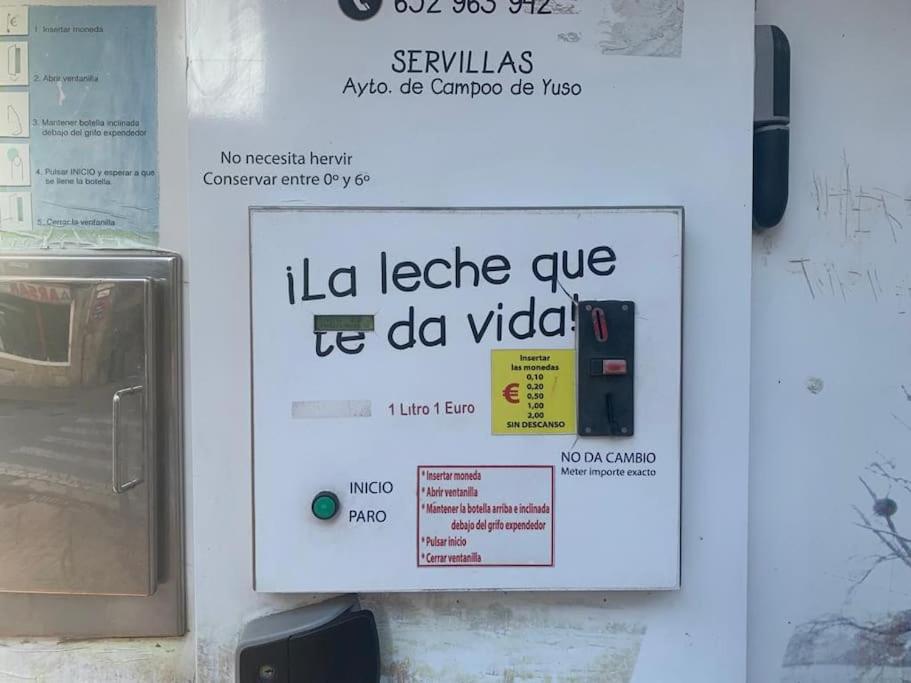 652 963 942
SERVILLAS
Ayto. de Campoo de Yuso
1 Insertar moneda
2. Abrir ventanilla
3. Mantener botella inclinada
debajo del grifo expendedor
4. Pulsar INICIO y esperar a que
se llene la botella.
5. Cerrar la ventanilla
No necesita hervir
Conservar entre 0º y 6º
¡La leche que
te da vida!
Insertar
las monedas
0,10
0,20
€ 0,50
1,00
2,00
SIN DESCANSO
1 Litro 1 Euro
NO DA CAMBIO
Meter importe exacto
INICIO
PARO
* Insertar moneda
* Abrir ventanilla
* Mantener la botella arriba e inclinada
debajo del grifo expendedor
* Pulsar inicio
* Cerrar ventanilla